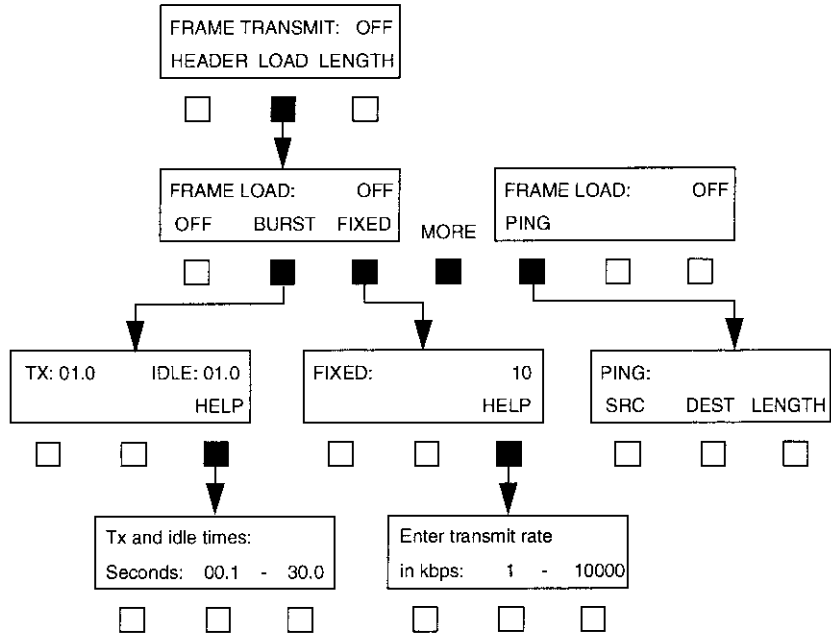 FRAME TRANSMIT: OFF
HEADER LOAD LENGTH
FRAME LOAD: OFF
OFF BURST FIXED
MORE
FRAME LOAD: OFF
PING
TX: 01.0 IDLE: 01.0
HELP
FIXED: 10
HELP
PING:
SRC DEST LENGTH
Tx and idle times:
Seconds: 00.1 - 30.0
Enter transmit rate
in kbps: 1 - 10000